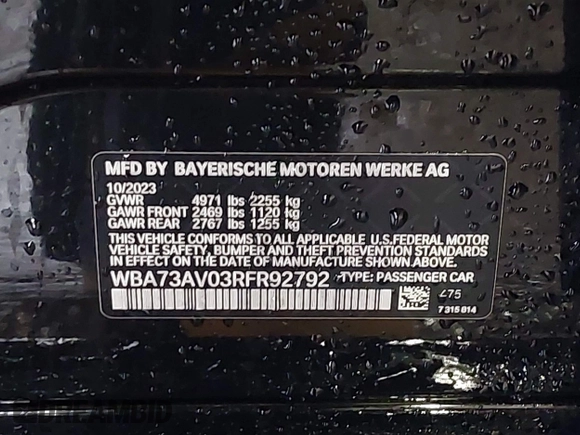 MFD BY BAYERISCHE MOTOREN WERKE AG
10/2023
GVWR 4971 lbs 2255 kg
GAWR FRONT 2469 lbs 1120 kg
GAWR REAR 2767 lbs 1255 kg
THIS VEHICLE CONFORMS TO ALL APPLICABLE U.S.FEDERAL MOTOR
VEHICLE SAFETY, BUMPER AND THEFT PREVENTION STANDARDS
IN EFFECT ON THE DATE OF MANUFACTURE SHOWN ABOVE.
WBA73AV03RFR92792 TYPE: PASSENGER CAR
475
7 315 814
DREAMBID